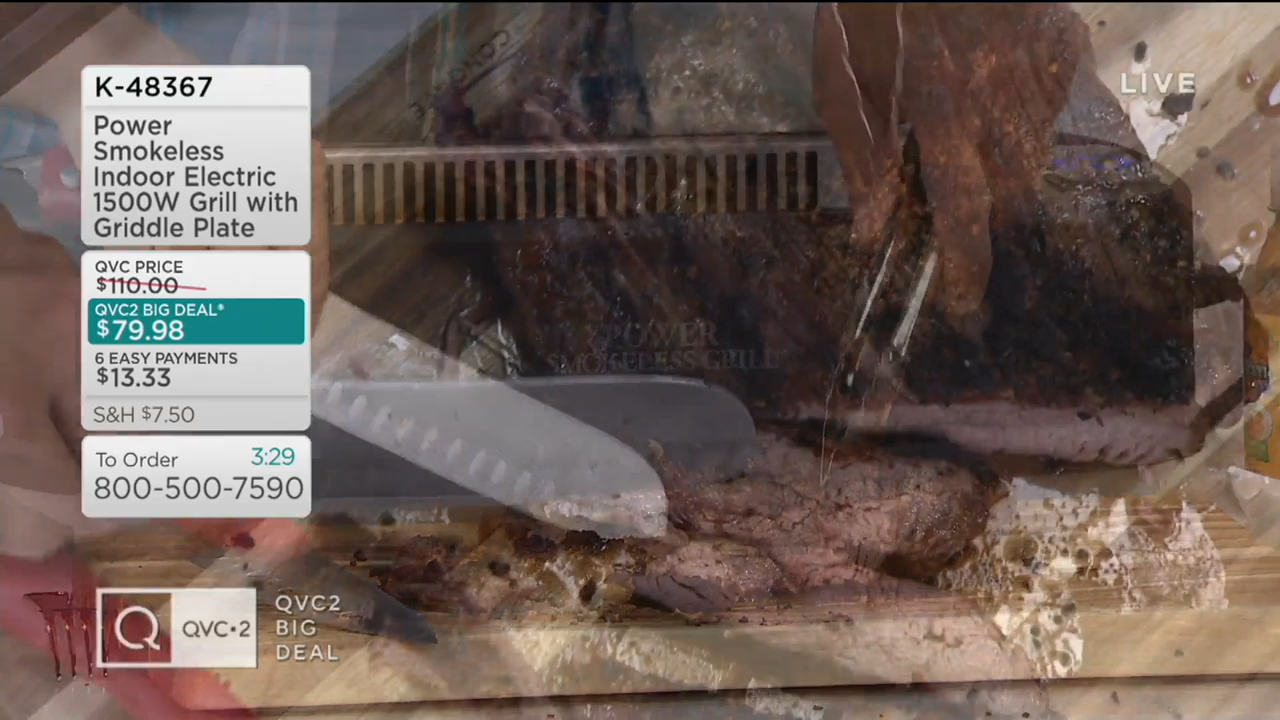 K-48367
Power
Smokeless
Indoor Electric
1500W Grill with
Griddle Plate
QVC PRICE
$110.00
QVC2 BIG DEAL®
$79.98
6 EASY PAYMENTS
$13.33
S&H $7.50
To Order 3:29
800-500-7590
LIVE
POWER
SMOKELESS GRILL
Q QVC•2
QVC2
BIG
DEAL